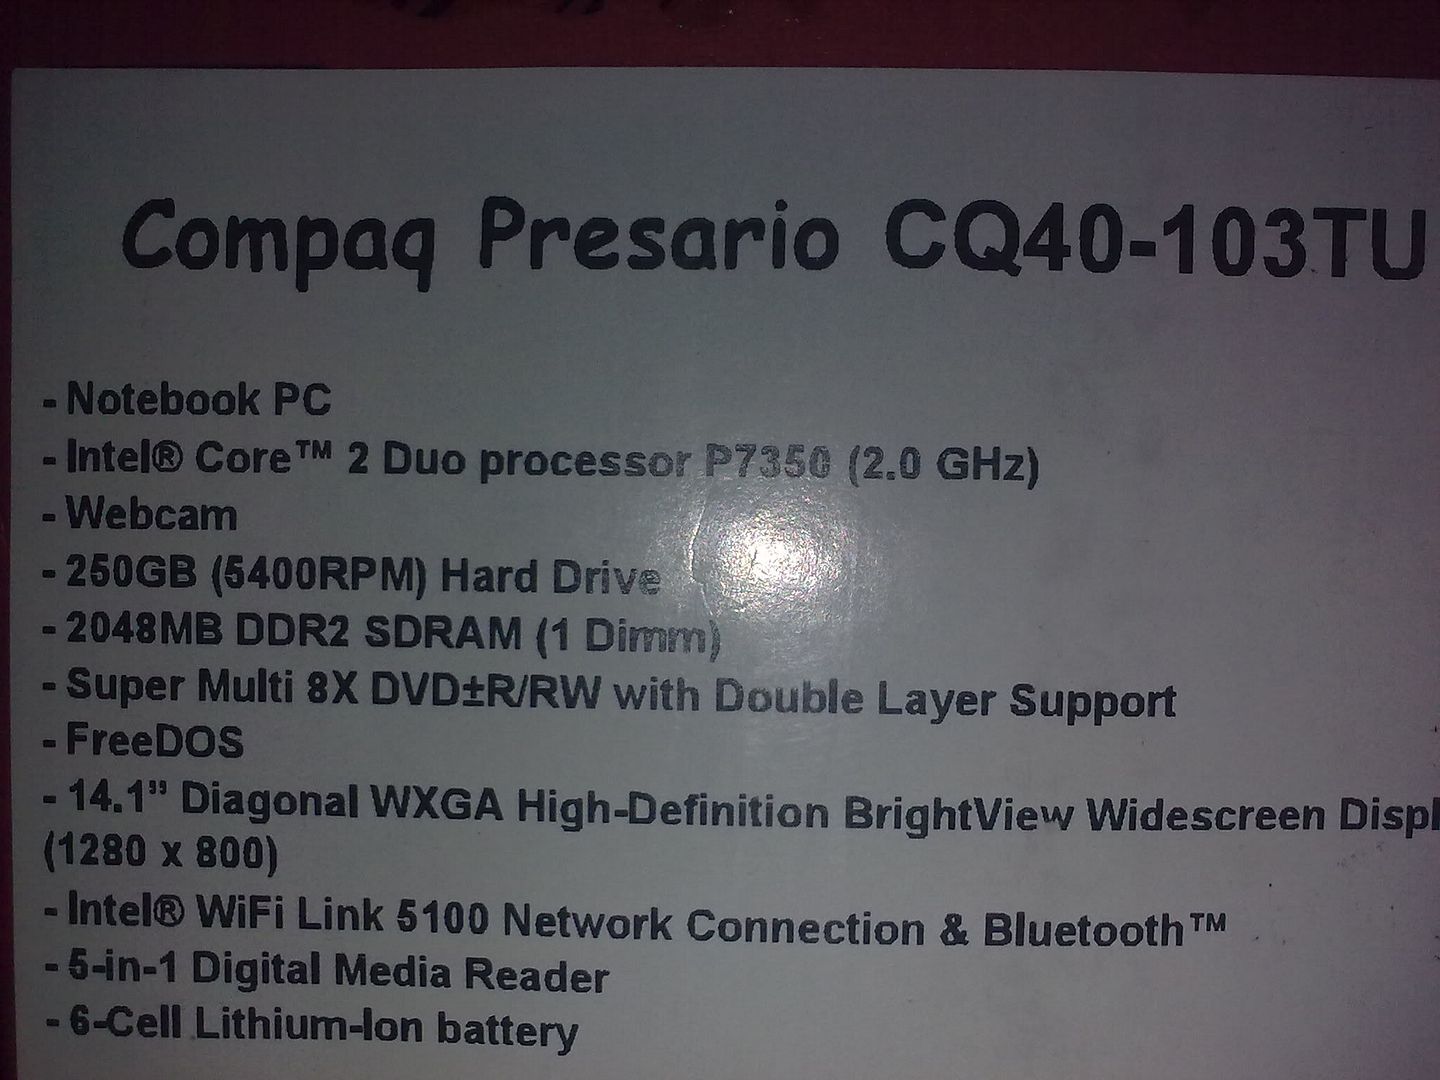 Compaq Presario CQ40-103TU
- Notebook PC
- Intel® Core™ 2 Duo processor P7350 (2.0 GHz)
- Webcam
- 250GB (5400RPM) Hard Drive
- 2048MB DDR2 SDRAM (1 Dimm)
- Super Multi 8X DVD±R/RW with Double Layer Support
- FreeDOS
- 14.1” Diagonal WXGA High-Definition BrightView Widescreen Displ
(1280 x 800)
- Intel® WiFi Link 5100 Network Connection & Bluetooth™
- 5-in-1 Digital Media Reader
- 6-Cell Lithium-Ion battery